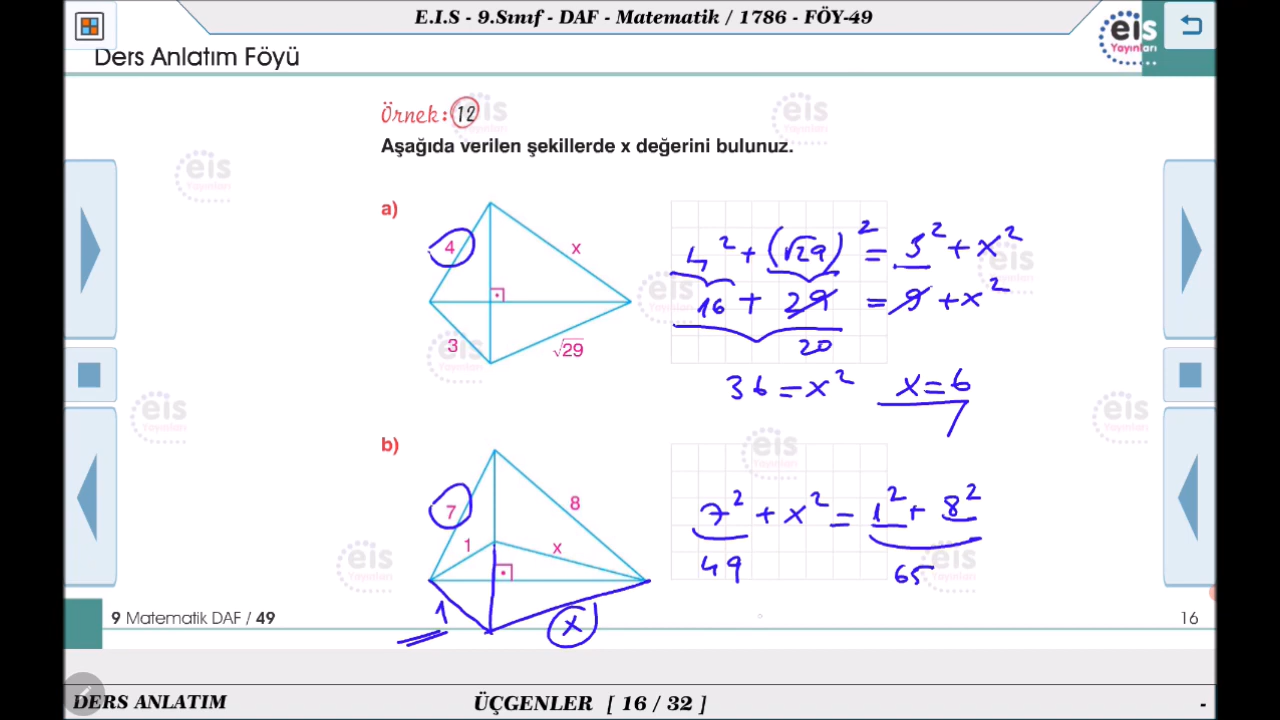 E.I.S - 9.Sınıf - DAF - Matematik / 1786 - FÖY-49
eis
Yayınları
Ders Anlatım Föyü
Örnek: 12
Aşağıda verilen şekillerde x değerini bulunuz.
a)
4
x
3
√29
4² + (√29)² = 3² + x²
16 + 29 = 9 + x²
20
36 = x² x = 6
b)
7
8
1
x
1
x
7² + x² = 1² + 8²
49 65
9 Matematik DAF / 49
16
DERS ANLATIM
ÜÇGENLER [ 16 / 32 ]
-